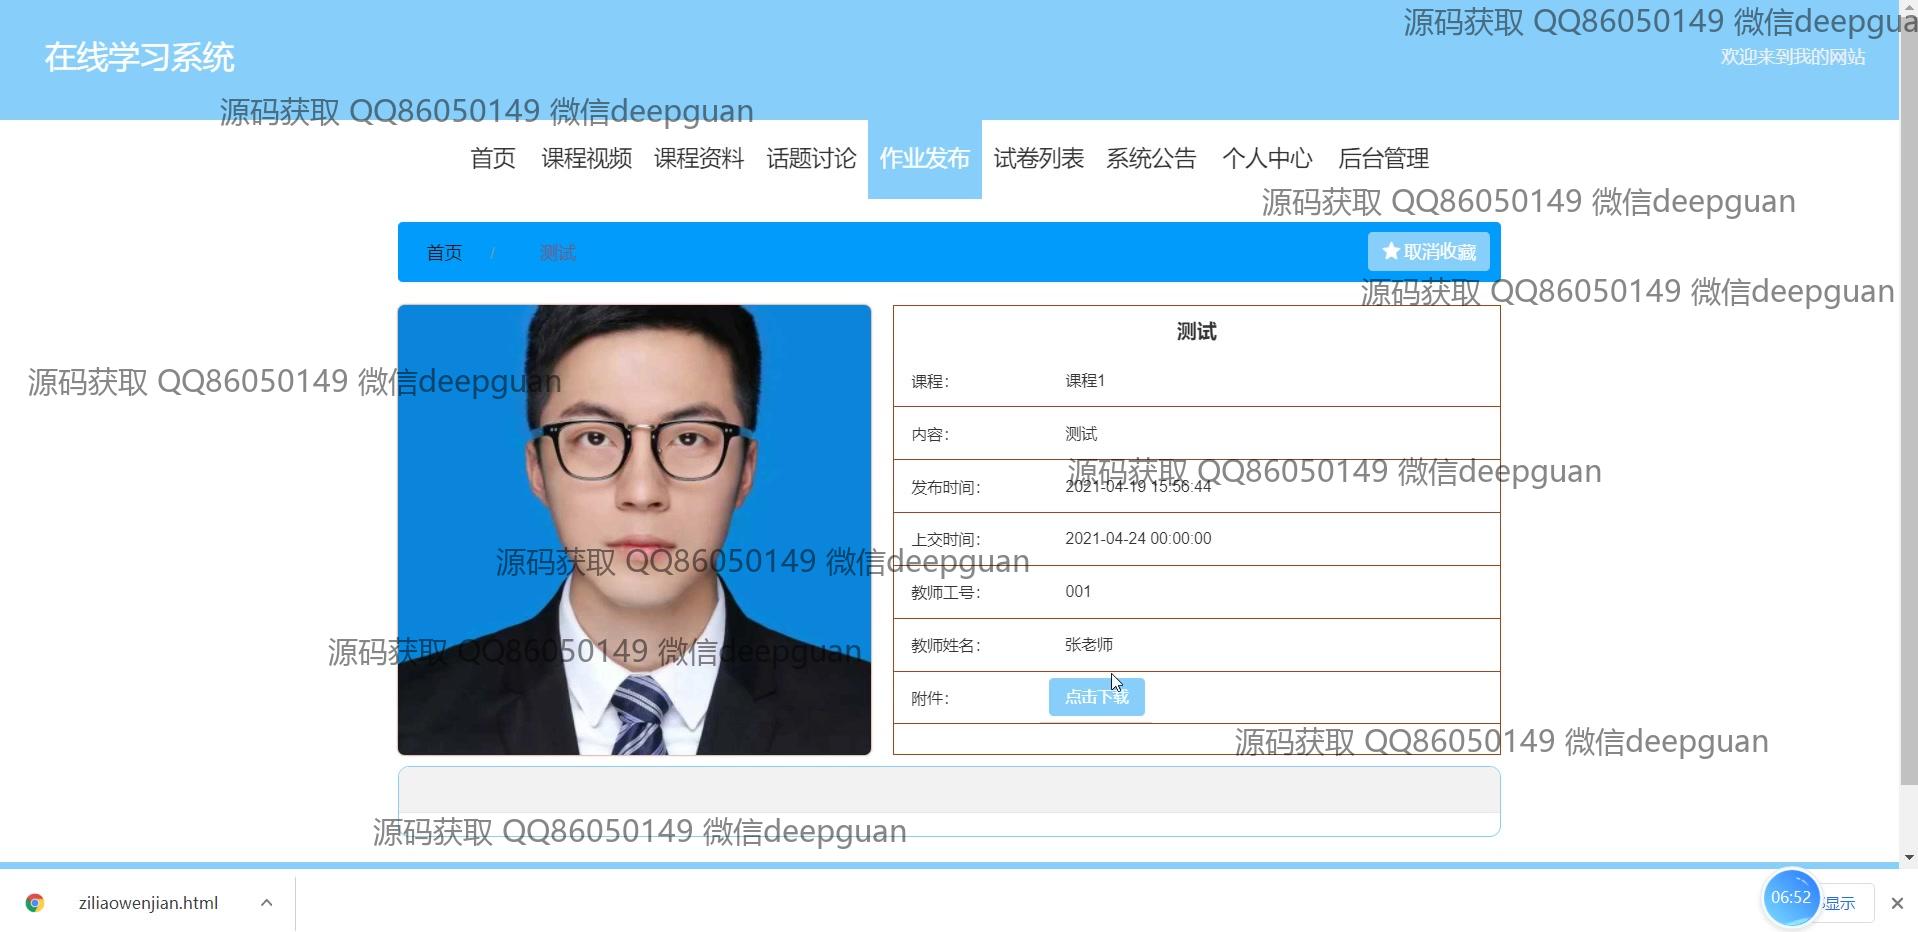 源码获取 QQ86050149 微信deepgua
在线学习系统
欢迎来到我的网站
源码获取 QQ86050149 微信deepguan
首页 课程视频 课程资料 话题讨论 作业发布 试卷列表 系统公告 个人中心 后台管理
源码获取 QQ86050149 微信deepguan
首页 / 测试
★ 取消收藏
源码获取 QQ86050149 微信deepguan
测试
源码获取 QQ86050149 微信deepguan
课程： 课程1
内容： 测试
源码获取 QQ86050149 微信deepguan
发布时间： 2021-04-19 15:56:44
上交时间： 2021-04-24 00:00:00
源码获取 QQ86050149 微信deepguan
教师工号： 001
教师姓名： 张老师
源码获取 QQ86050149 微信deepguan
附件： 点击下载
源码获取 QQ86050149 微信deepguan
源码获取 QQ86050149 微信deepguan
ziliaowenjian.html
06:52
显示